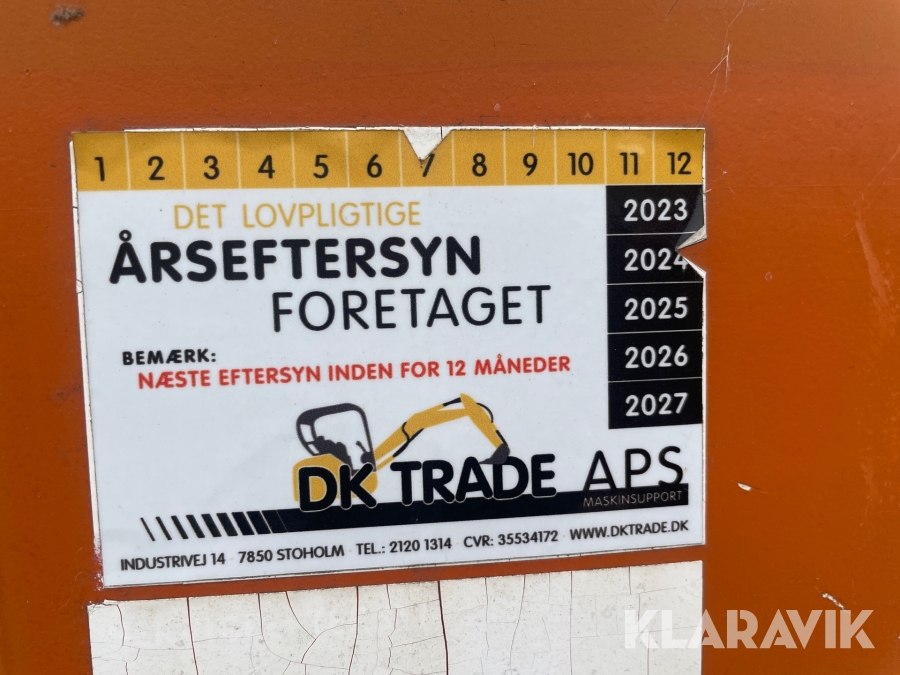 1 2 3 4 5 6 7 8 9 10 11 12
DET LOVPLIGTIGE
ÅRSEFTERSYN
FORETAGET
2023
2024
2025
2026
2027
BEMÆRK:
NÆSTE EFTERSYN INDEN FOR 12 MÅNEDER
DK TRADE APS
MASKINSUPPORT
INDUSTRIVEJ 14 7850 STOHOLM TEL.: 2120 1314 CVR: 35534172 WWW.DKTRADE.DK
KLARAVIK